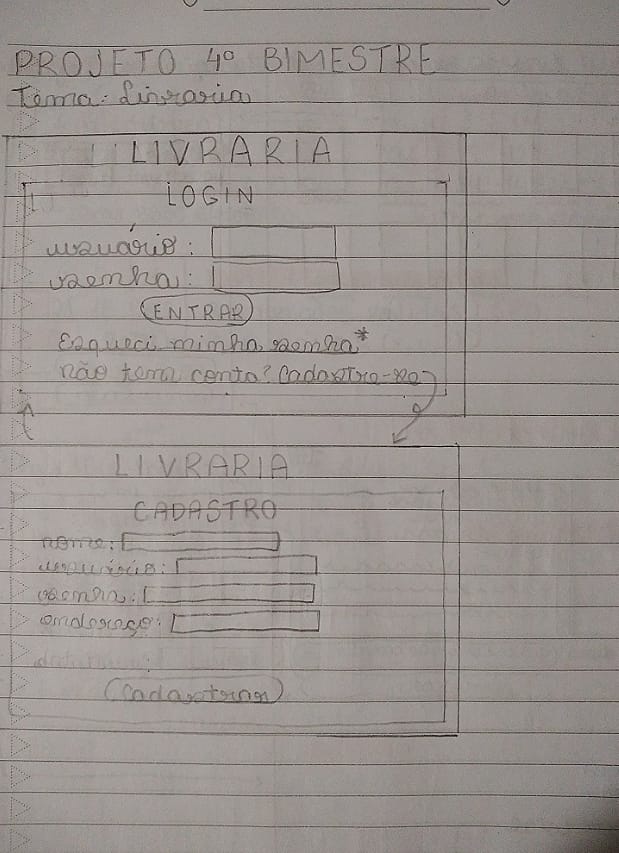 PROJETO 4º BIMESTRE
Tema: Livraria
LIVRARIA
LOGIN
usuário:
senha:
ENTRAR
Esqueci minha senha*
não tem conta? Cadastre-se
LIVRARIA
CADASTRO
nome:
usuário:
senha:
endereço:
Cadastrar